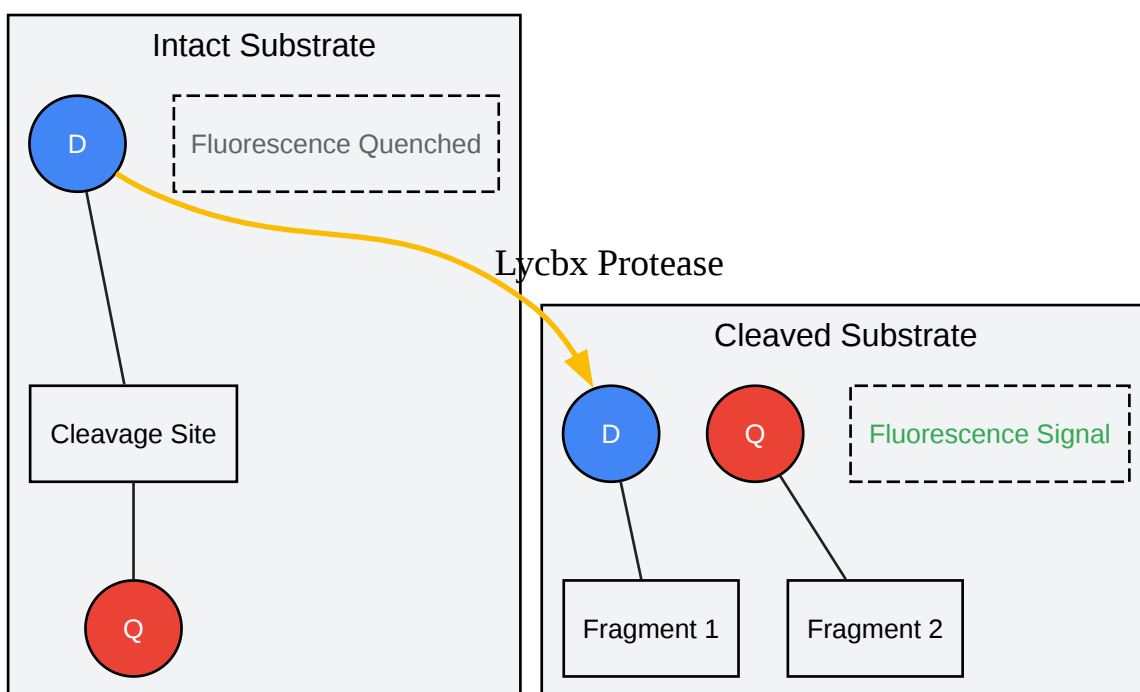 Intact Substrate
D
Fluorescence Quenched
Lycbx Protease
Cleavage Site
Q
Cleaved Substrate
D
Q
Fluorescence Signal
Fragment 1
Fragment 2